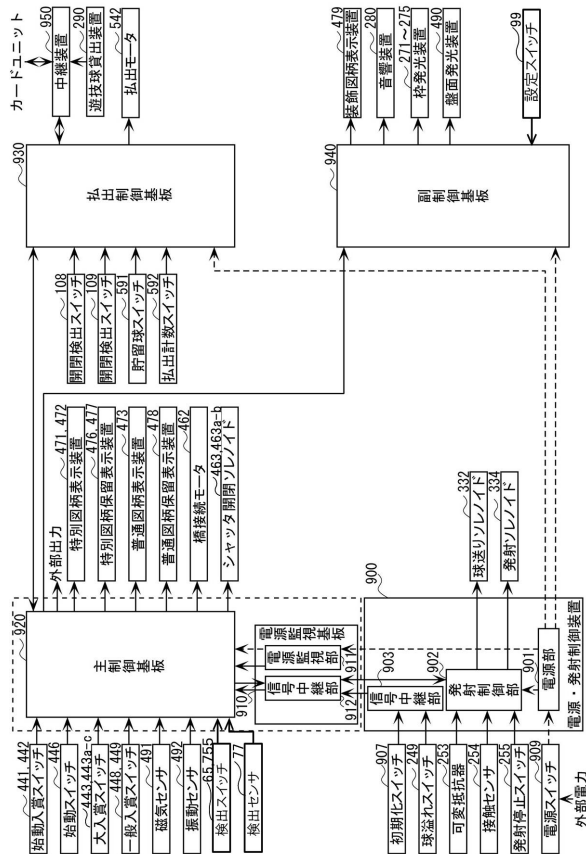 920
主制御基板
441, 442
始動入賞スイッチ
446
始動スイッチ
443,443a-c
大入賞スイッチ
448, 449
一般入賞スイッチ
491
磁気センサ
492
振動センサ
65,755
検出スイッチ
77
検出センサ
外部出力
471, 472
特別図柄表示装置
476, 477
特別図柄保留表示装置
473
普通図柄表示装置
478
普通図柄保留表示装置
462
橋接続モータ
463,463a-b
シャッタ開閉ソレノイド
910
電源監視基板
電源監視部
911
信号中継部
912
900
電源・発射制御装置
903
信号中継部
902
発射制御部
901
電源部
907
初期化スイッチ
249
球溢れスイッチ
253
可変抵抗器
254
接触センサ
255
発射停止スイッチ
909
電源スイッチ
外部電力
332
球送りソレノイド
334
発射ソレノイド
930
払出制御基板
108
開閉検出スイッチ
109
開閉検出スイッチ
591
貯留球スイッチ
592
払出計数スイッチ
カードユニット
950
中継装置
290
遊技球貸出装置
542
払出モータ
940
副制御基板
479
装飾図柄表示装置
280
音響装置
271~275
枠発光装置
490
盤面発光装置
99
設定スイッチ